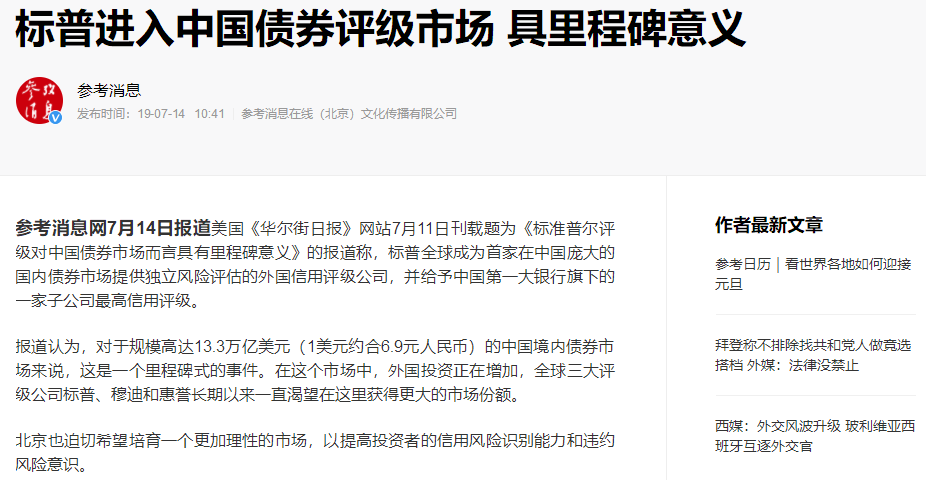 标普进入中国债券评级市场 具里程碑意义
参考消息
发布时间：19-07-14 10:41 参考消息在线（北京）文化传播有限公司
参考消息网7月14日报道美国《华尔街日报》网站7月11日刊载题为《标准普尔评
级对中国债券市场而言具有里程碑意义》的报道称，标普全球成为首家在中国庞大的
国内债券市场提供独立风险评估的外国信用评级公司，并给予中国第一大银行旗下的
一家子公司最高信用评级。
报道认为，对于规模高达13.3万亿美元（1美元约合6.9元人民币）的中国境内债券市
场来说，这是一个里程碑式的事件。在这个市场中，外国投资正在增加，全球三大评
级公司标普、穆迪和惠誉长期以来一直渴望在这里获得更大的市场份额。
北京也迫切希望培育一个更加理性的市场，以提高投资者的信用风险识别能力和违约
风险意识。
作者最新文章
参考日历｜看世界各地如何迎接
元旦
拜登称不排除找共和党人做竞选
搭档 外媒：法律没禁止
西媒：外交风波升级 玻利维亚西
班牙互逐外交官